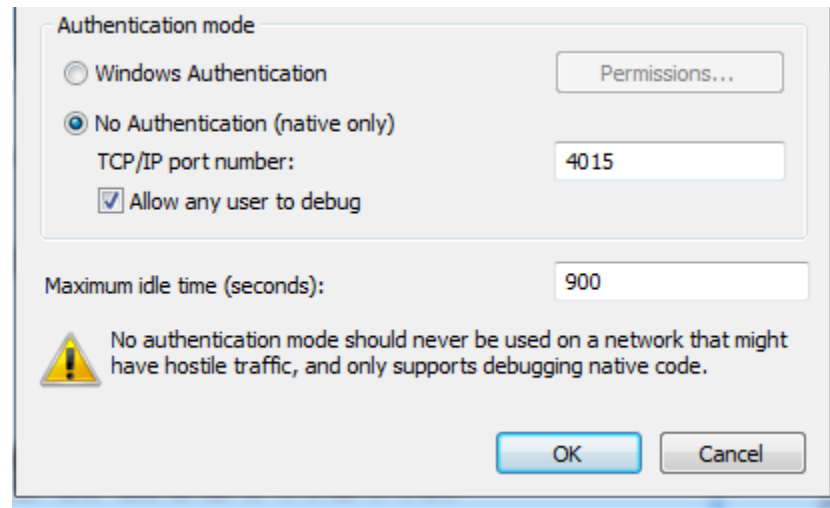 Authentication mode
Windows Authentication
Permissions...
No Authentication (native only)
TCP/IP port number:
4015
Allow any user to debug
Maximum idle time (seconds):
900
No authentication mode should never be used on a network that might
have hostile traffic, and only supports debugging native code.
OK
Cancel